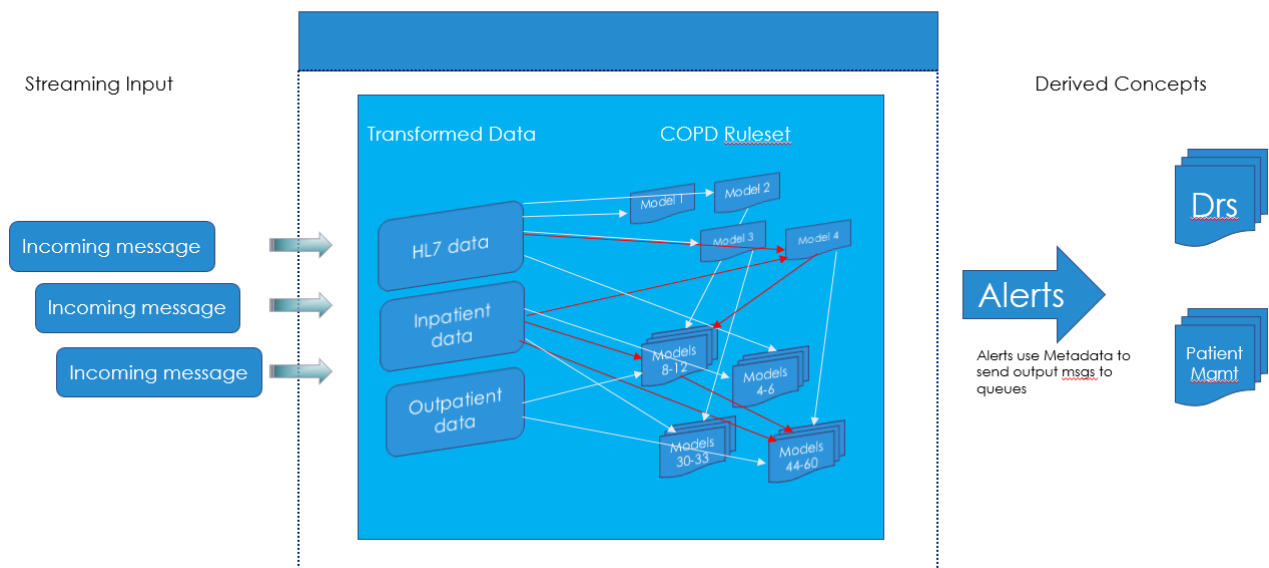 Streaming Input
Incoming message
Incoming message
Incoming message
Transformed Data
COPD Ruleset
HL7 data
Inpatient
data
Outpatient
data
Model 1
Model 2
Model 3
Model 4
Models
8-12
Models
4-6
Models
30-33
Models
44-60
Derived Concepts
Alerts
Alerts use Metadata to
send output msgs to
queues
Drs
Patient
Mgmt